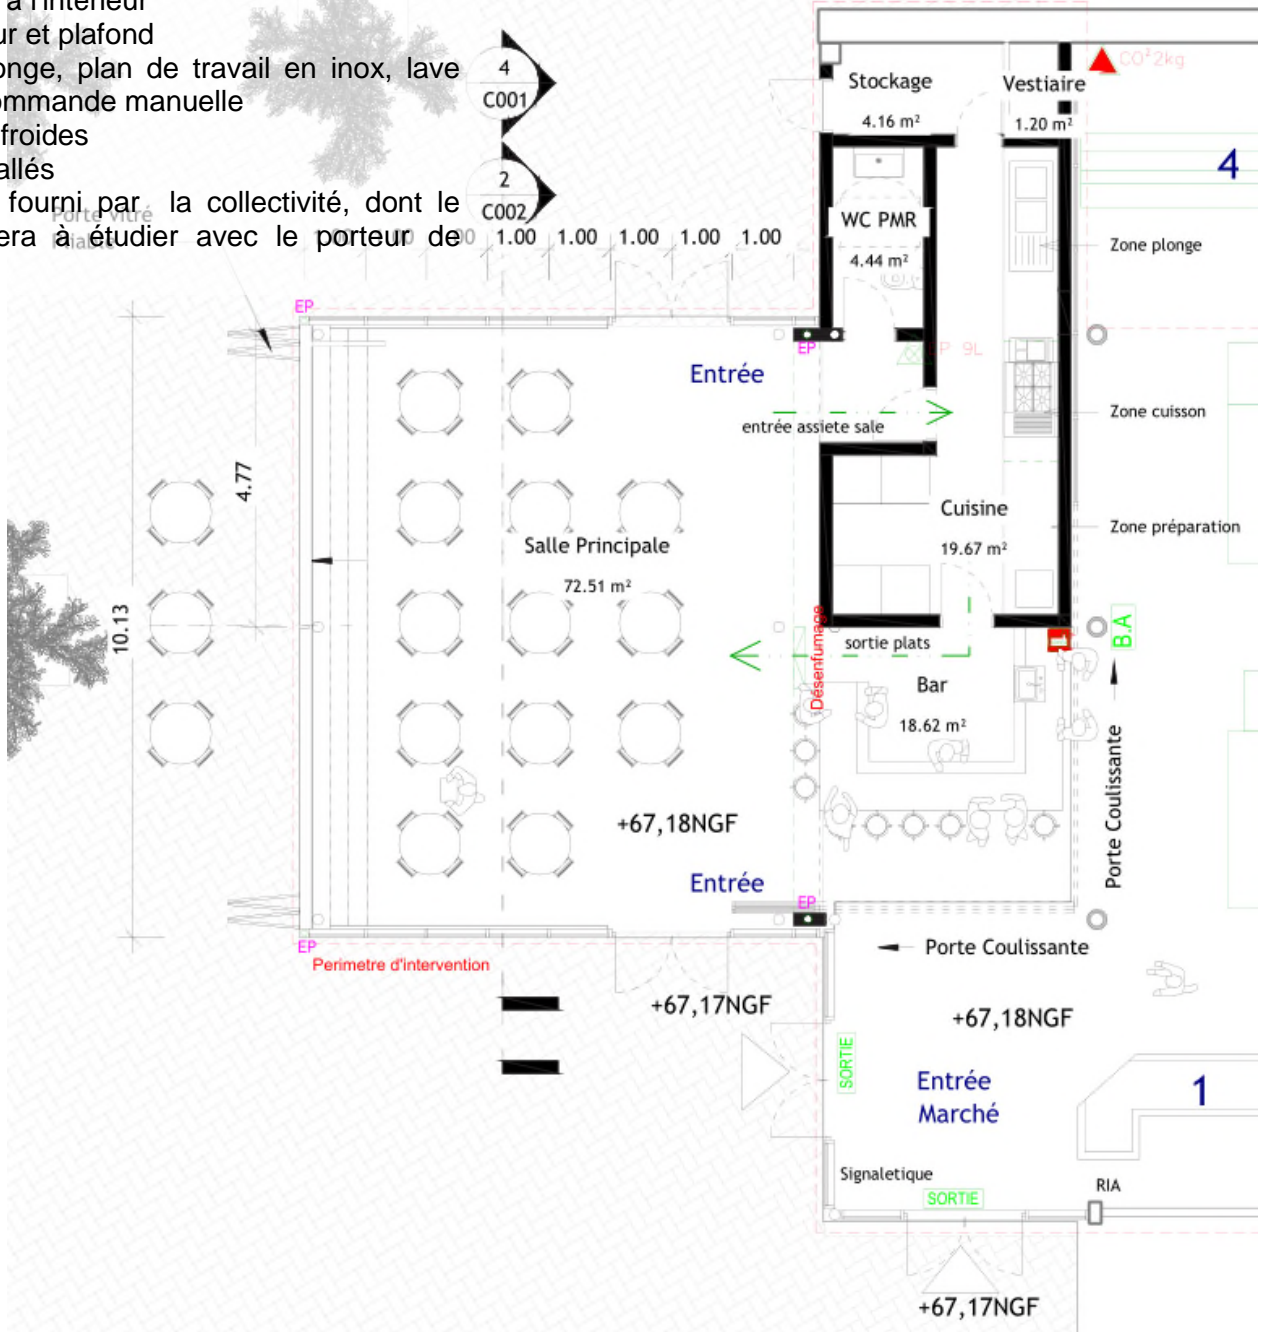 à l'intérieur
ur et plafond
onge, plan de travail en inox, lave
ommande manuelle
froides
allés
fourni par la collectivité, dont le
era à étudier avec le porteur de
Porte vitré
Pliable
4
C001
2
C002
1.00 1.00 1.00 1.00 1.00
Stockage
4.16 m²
Vestiaire
1.20 m²
CO²2kg
4
WC PMR
4.44 m²
Zone plonge
EP
EP
EP 9L
Entrée
Zone cuisson
entrée assiete sale
4.77
Cuisine
19.67 m²
Zone préparation
Salle Principale
72.51 m²
10.13
Désenfumage
sortie plats
B.A
Bar
18.62 m²
Porte Coulissante
+67,18NGF
Entrée
EP
EP
Perimetre d'intervention
Porte Coulissante
+67,17NGF
+67,18NGF
SORTIE
Entrée
Marché
1
Signaletique
SORTIE
RIA
+67,17NGF